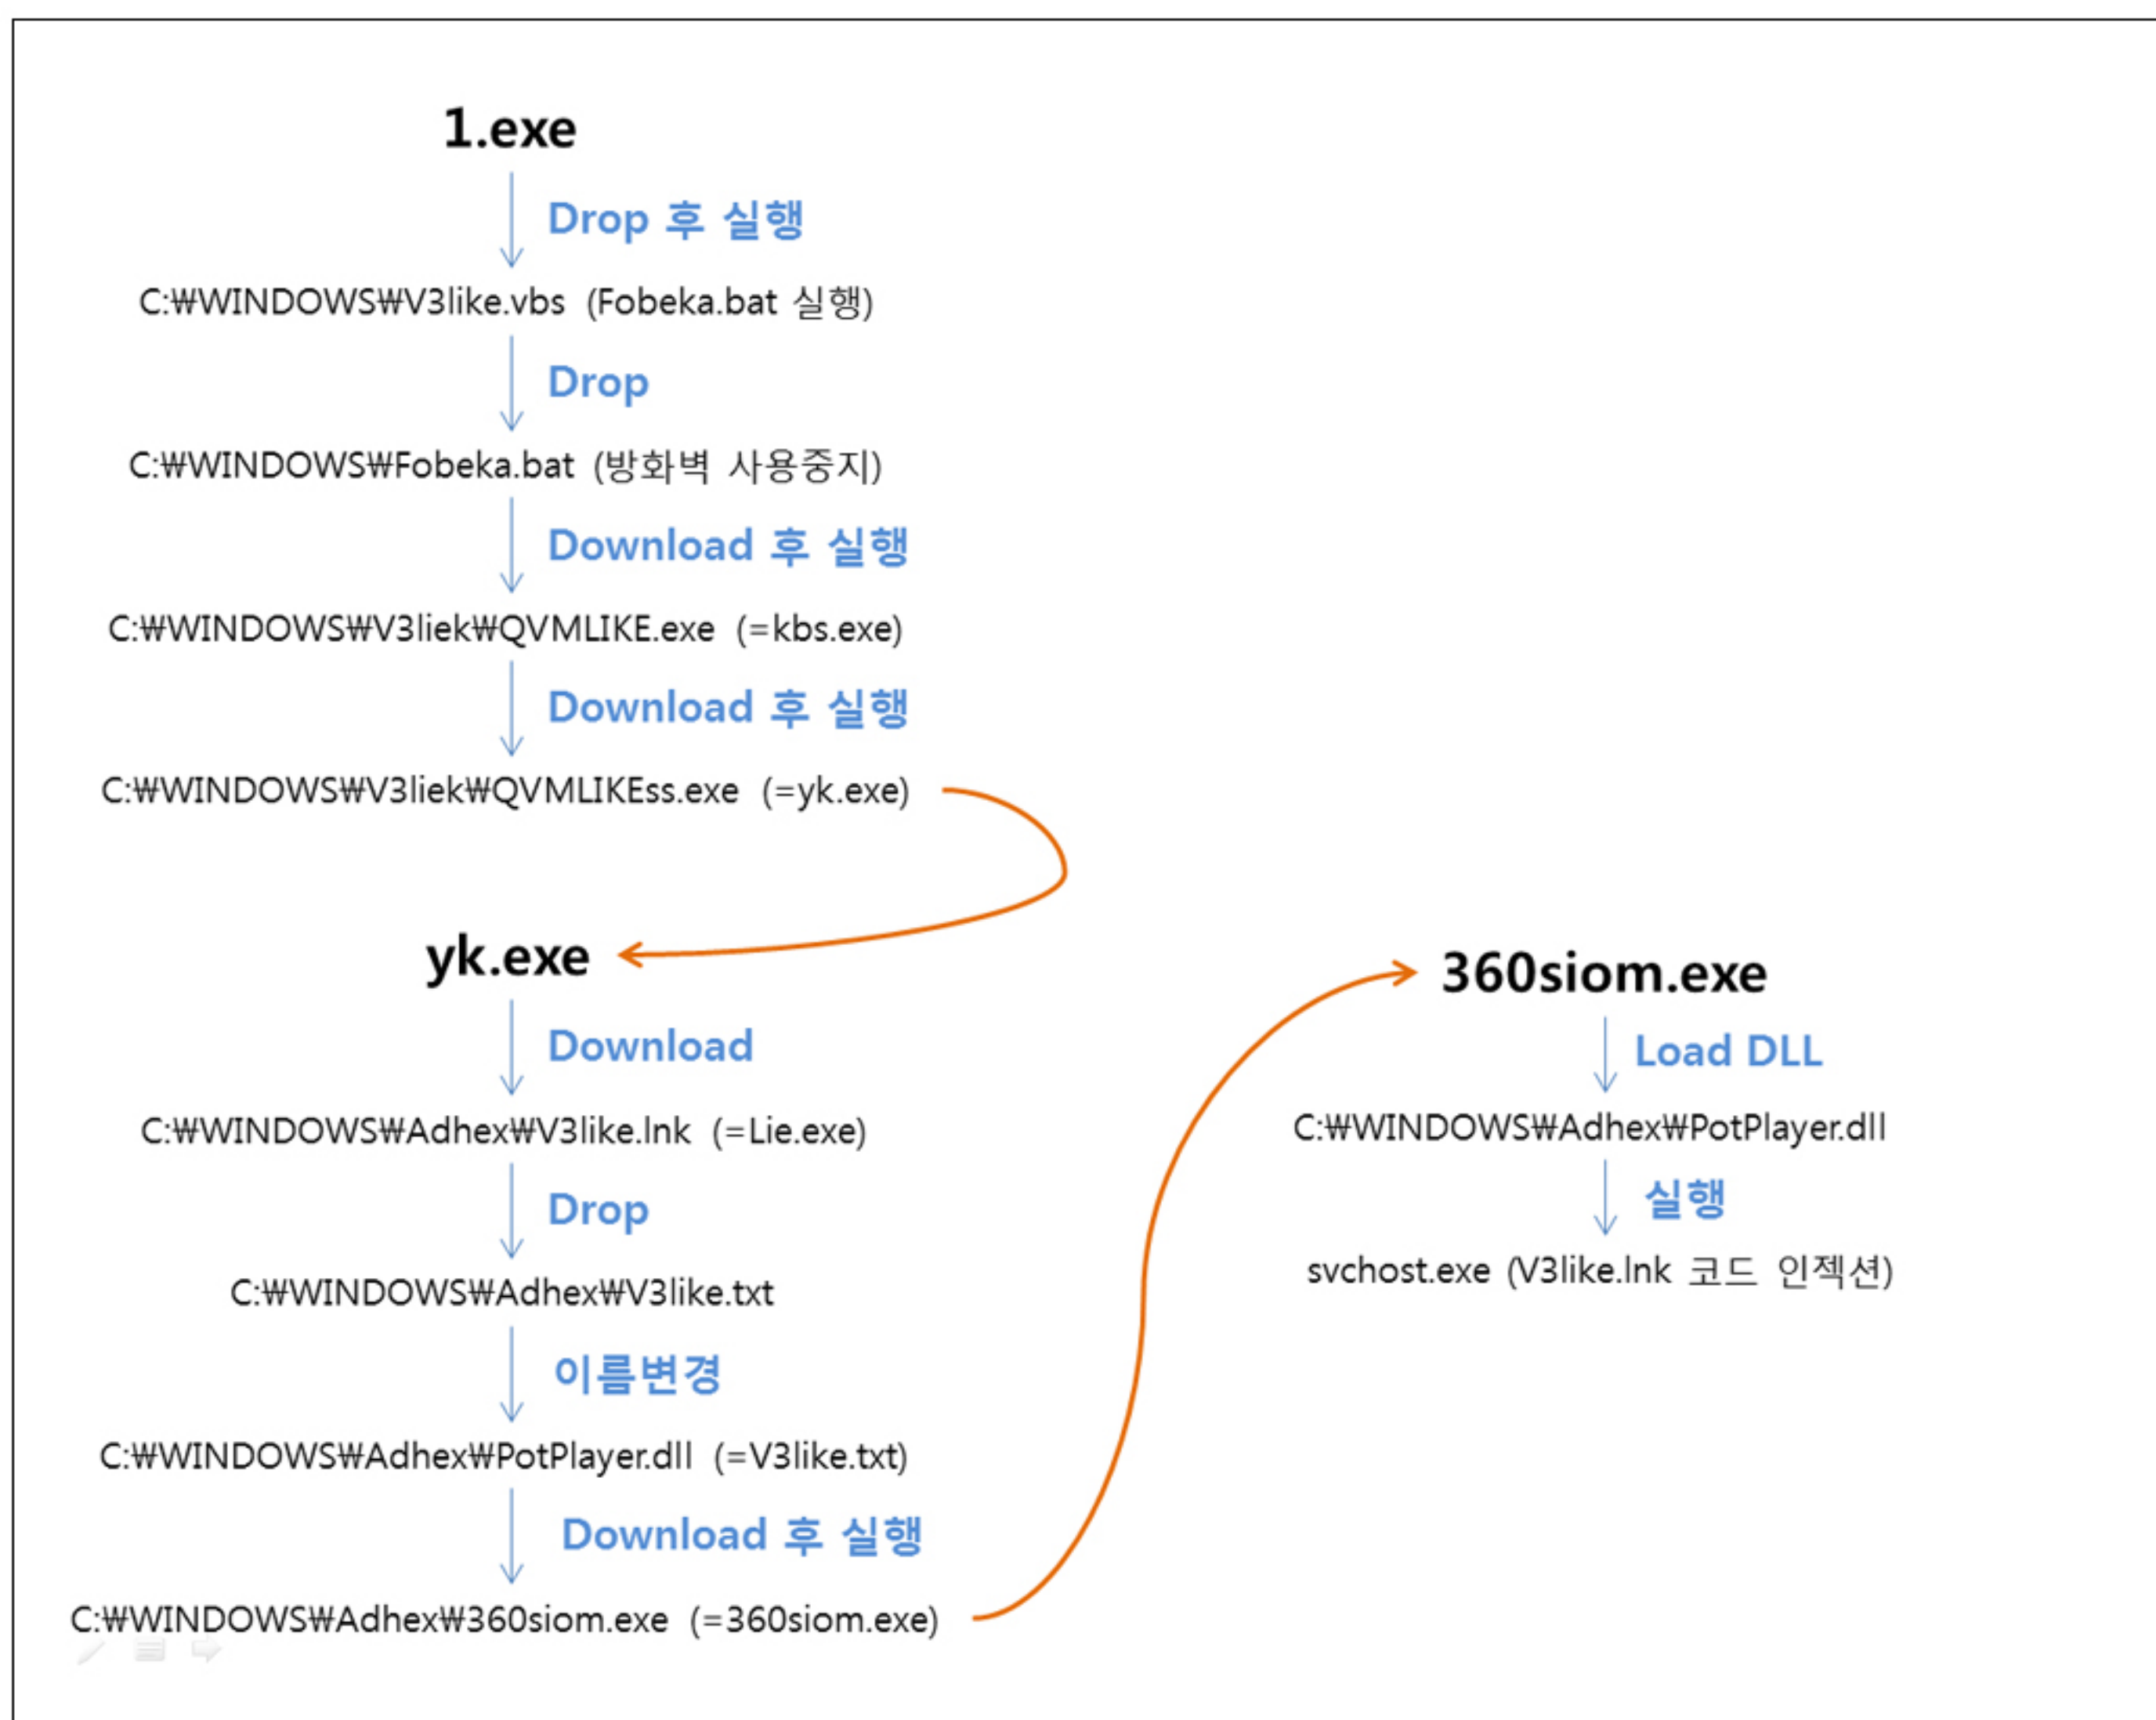 1.exe
Drop 후 실행
C:₩WINDOWS₩V3like.vbs (Fobeka.bat 실행)
Drop
C:₩WINDOWS₩Fobeka.bat (방화벽 사용중지)
Download 후 실행
C:₩WINDOWS₩V3liek₩QVMLIKE.exe (=kbs.exe)
Download 후 실행
C:₩WINDOWS₩V3liek₩QVMLIKEss.exe (=yk.exe)
yk.exe
Download
C:₩WINDOWS₩Adhex₩V3like.lnk (=Lie.exe)
Drop
C:₩WINDOWS₩Adhex₩V3like.txt
이름변경
C:₩WINDOWS₩Adhex₩PotPlayer.dll (=V3like.txt)
Download 후 실행
C:₩WINDOWS₩Adhex₩360siom.exe (=360siom.exe)
360siom.exe
Load DLL
C:₩WINDOWS₩Adhex₩PotPlayer.dll
실행
svchost.exe (V3like.lnk 코드 인젝션)